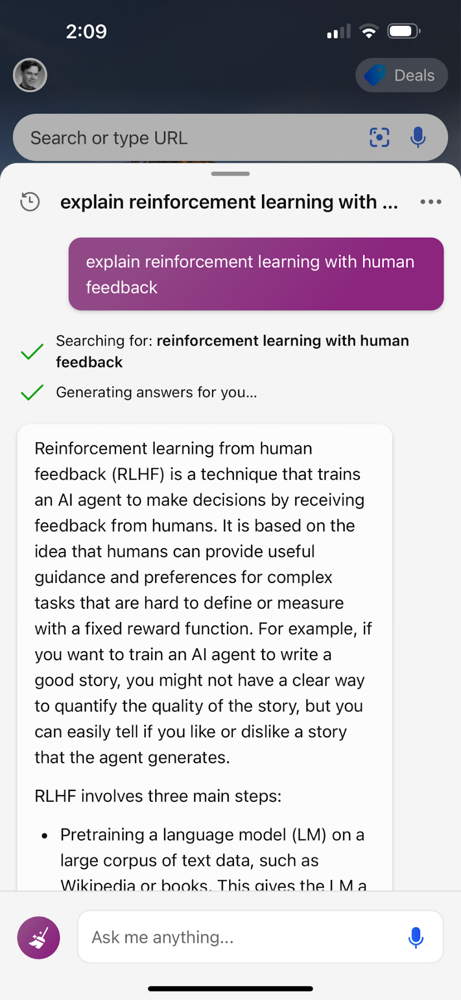 2:09
Deals
Search or type URL
explain reinforcement learning with ...
explain reinforcement learning with human
feedback
Searching for: reinforcement learning with human
feedback
Generating answers for you...
Reinforcement learning from human
feedback (RLHF) is a technique that trains
an AI agent to make decisions by receiving
feedback from humans. It is based on the
idea that humans can provide useful
guidance and preferences for complex
tasks that are hard to define or measure
with a fixed reward function. For example, if
you want to train an AI agent to write a
good story, you might not have a clear way
to quantify the quality of the story, but you
can easily tell if you like or dislike a story
that the agent generates.
RLHF involves three main steps:
• Pretraining a language model (LM) on a
large corpus of text data, such as
Wikipedia or books. This gives the LM a
Ask me anything...